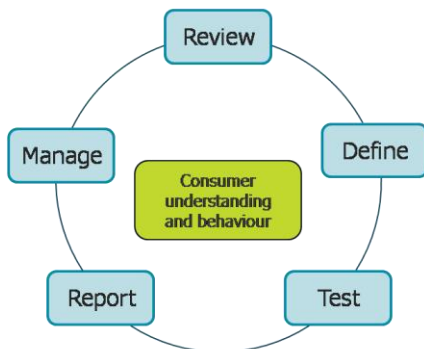 Review
Define
Manage
Consumer
understanding
and behaviour
Report
Test